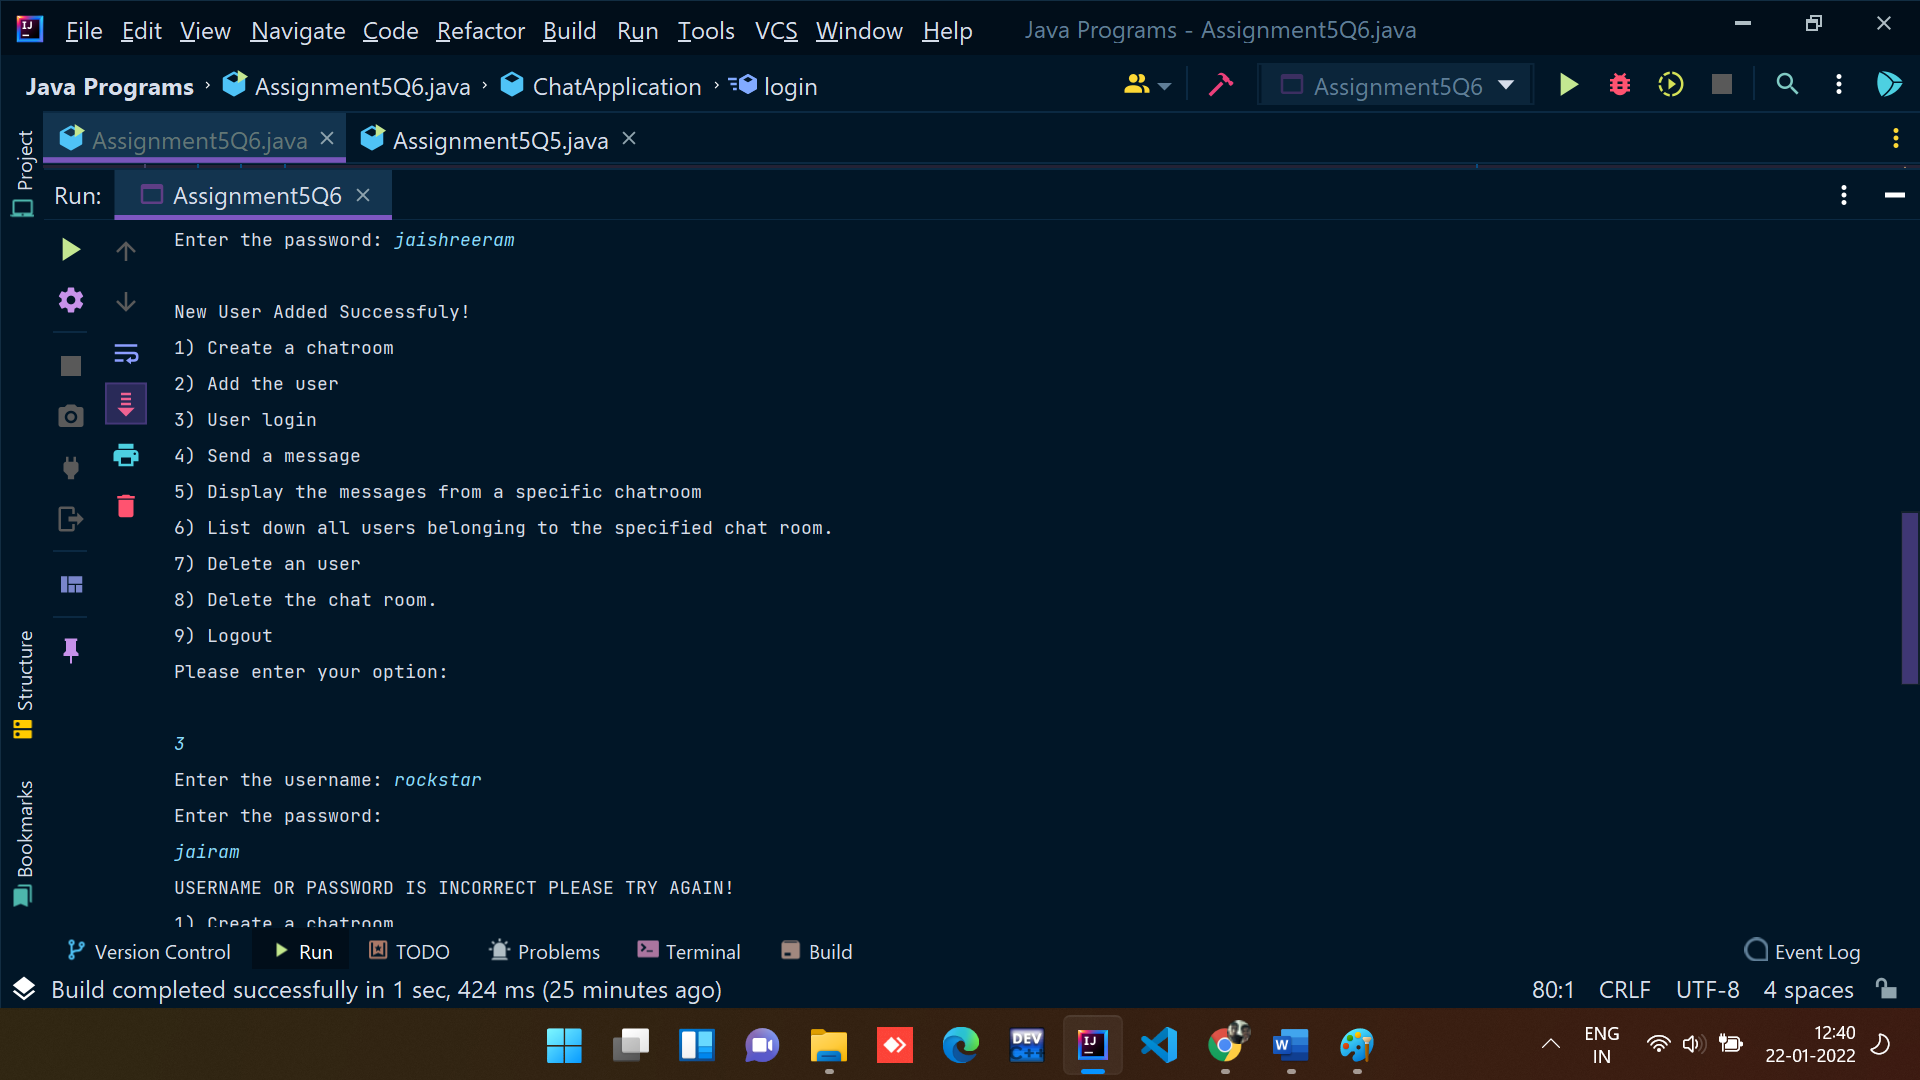 File Edit View Navigate Code Refactor Build Run Tools VCS Window Help Java Programs - Assignment5Q6.java
Java Programs › Assignment5Q6.java › ChatApplication › login Assignment5Q6
Assignment5Q6.java Assignment5Q5.java
Project
Run: Assignment5Q6
Enter the password: jaishreeram
New User Added Successfuly!
1) Create a chatroom
2) Add the user
3) User login
4) Send a message
5) Display the messages from a specific chatroom
6) List down all users belonging to the specified chat room.
7) Delete an user
8) Delete the chat room.
9) Logout
Please enter your option:
3
Enter the username: rockstar
Enter the password:
jairam
USERNAME OR PASSWORD IS INCORRECT PLEASE TRY AGAIN!
1) Create a chatroom
Structure
Bookmarks
Version Control Run TODO Problems Terminal Build Event Log
Build completed successfully in 1 sec, 424 ms (25 minutes ago) 80:1 CRLF UTF-8 4 spaces
DEV C++ IJ W
ENG
IN
12:40
22-01-2022